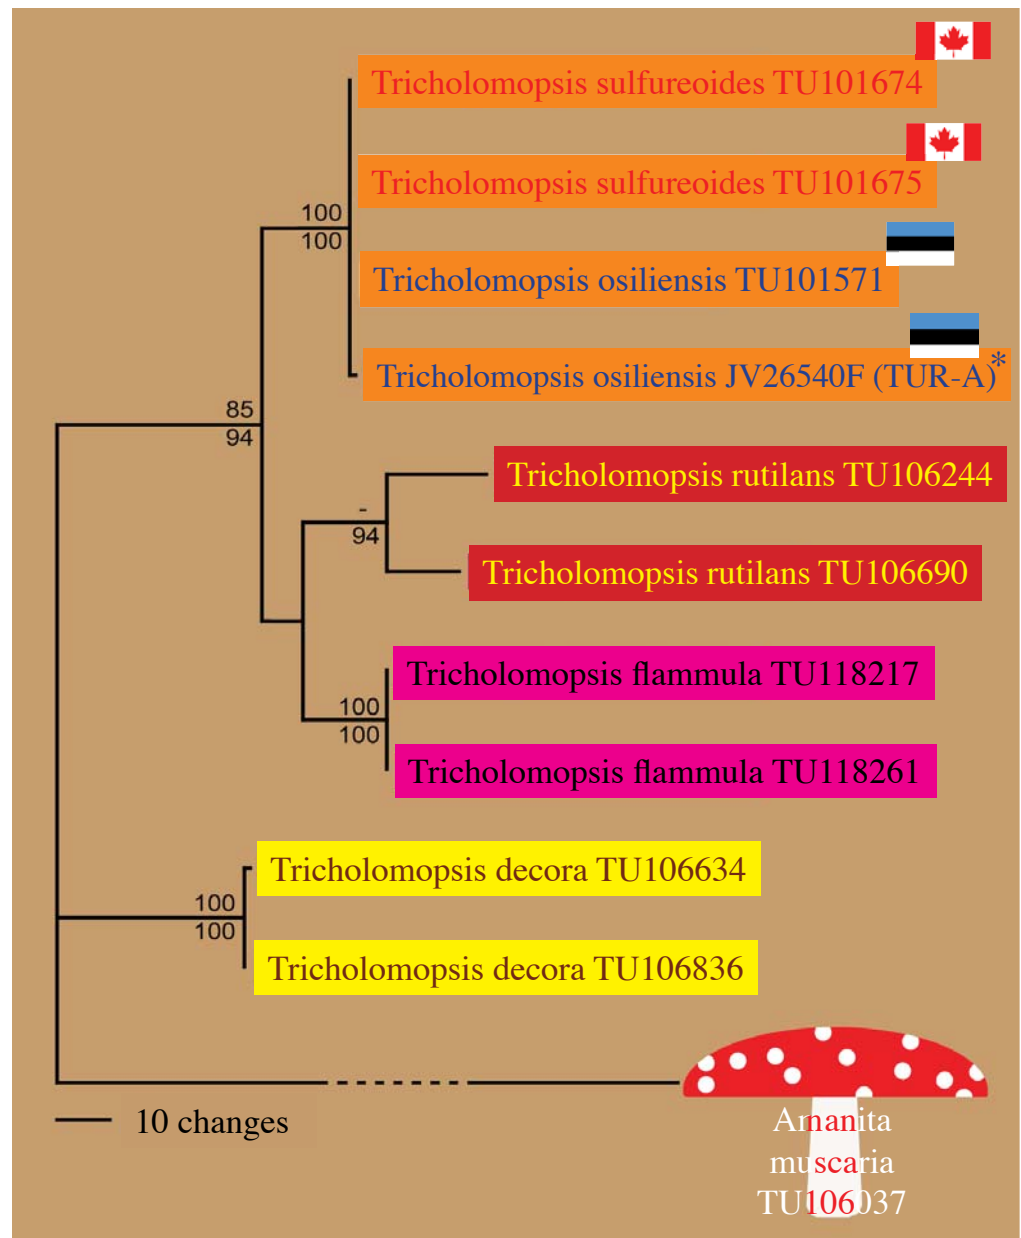 Tricholomopsis sulfureoides TU101674
Tricholomopsis sulfureoides TU101675
100
100
Tricholomopsis osiliensis TU101571
Tricholomopsis osiliensis JV26540F (TUR-A)*
85
94
Tricholomopsis rutilans TU106244
-
94
Tricholomopsis rutilans TU106690
Tricholomopsis flammula TU118217
100
100
Tricholomopsis flammula TU118261
Tricholomopsis decora TU106634
100
100
Tricholomopsis decora TU106836
10 changes
Amanita
muscaria
TU106037